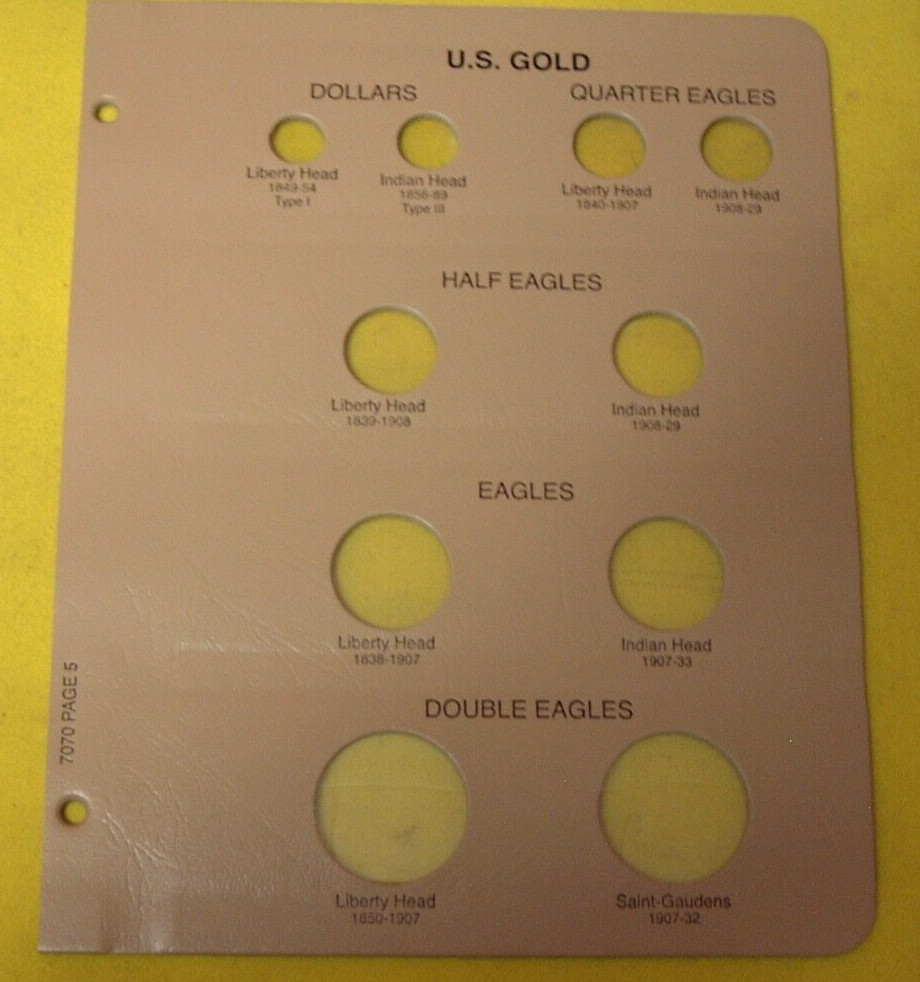 U.S. GOLD
DOLLARS
QUARTER EAGLES
Liberty Head
1849-54
Type I
Indian Head
1856-89
Type III
Liberty Head
1840-1907
Indian Head
1908-29
HALF EAGLES
Liberty Head
1839-1908
Indian Head
1908-29
EAGLES
Liberty Head
1838-1907
Indian Head
1907-33
DOUBLE EAGLES
Liberty Head
1850-1907
Saint-Gaudens
1907-32
7070 PAGE 5